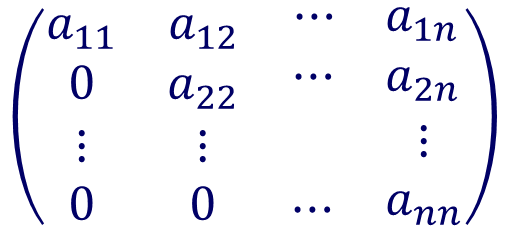 a₁₁ a₁₂ ⋯ a₁ₙ
0 a₂₂ ⋯ a₂ₙ
⋮ ⋮ ⋮
0 0 … aₙₙ